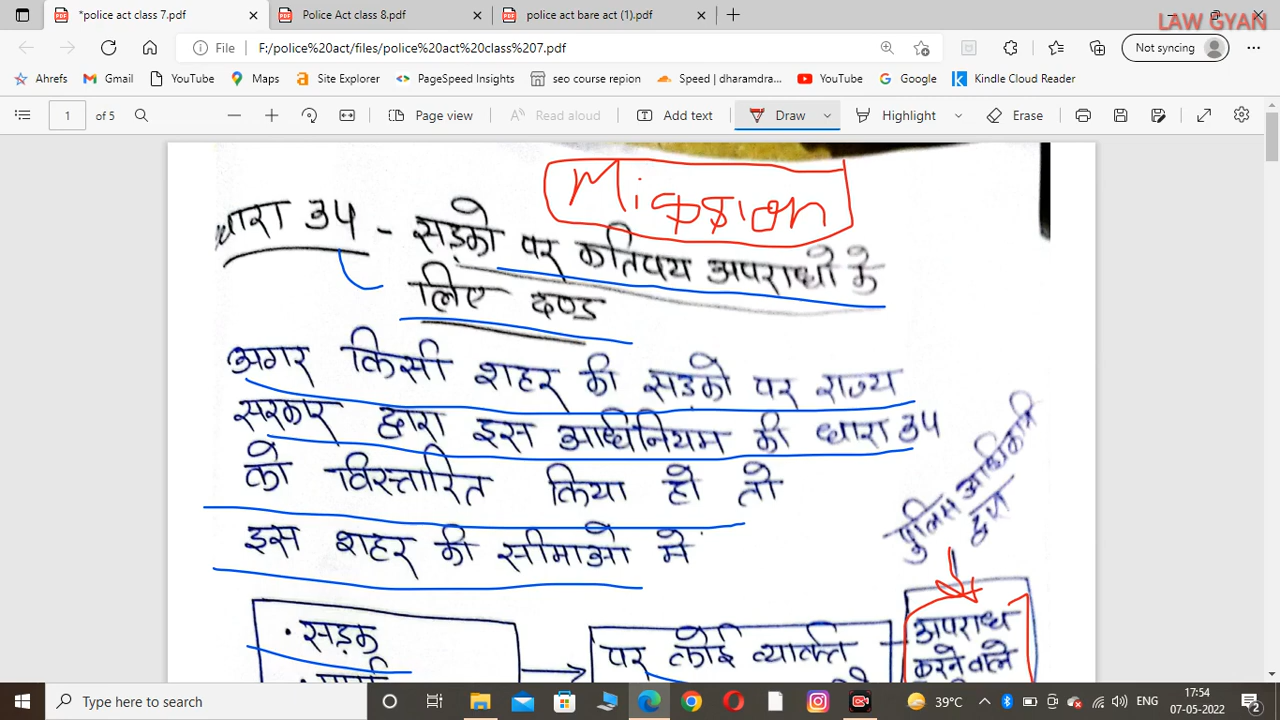 *police act class 7.pdf
Police Act class 8.pdf
police act bare act (1).pdf
LAW GYAN
File F:/police%20act/files/police%20act%20class%207.pdf
Not syncing
Ahrefs Gmail YouTube Maps Site Explorer PageSpeed Insights seo course repion Speed | dharamdra... YouTube Google Kindle Cloud Reader
1 of 5 Page view Read aloud Add text Draw Highlight Erase
Mission
धारा 34 - सड़को पर कतिपय अपराधो के
लिए दण्ड
अगर किसी शहर की सड़को पर राज्य
सरकार द्वारा इस अधिनियम की धारा 34
को विस्तारित किया हो तो
इस शहर की सीमाओ में
पुलिस अधिकारी
द्वारा
• सड़क
पर कोई व्यक्ति
अपराध
करने वाले
Type here to search
39°C ENG 17:54
07-05-2022
2